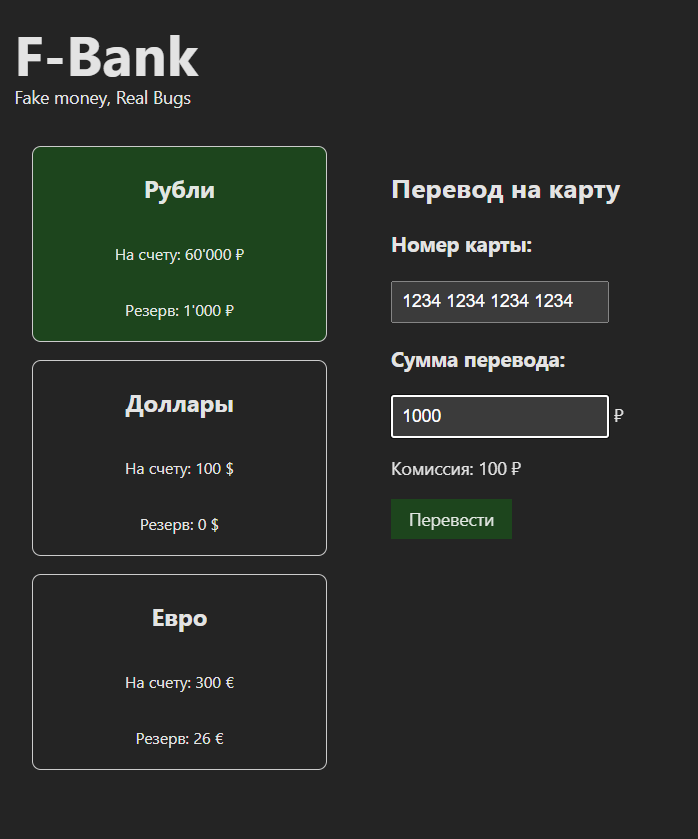 F-Bank
Fake money, Real Bugs
Рубли
На счету: 60'000 ₽
Резерв: 1'000 ₽
Доллары
На счету: 100 $
Резерв: 0 $
Евро
На счету: 300 €
Резерв: 26 €
Перевод на карту
Номер карты:
1234 1234 1234 1234
Сумма перевода:
1000 ₽
Комиссия: 100 ₽
Перевести